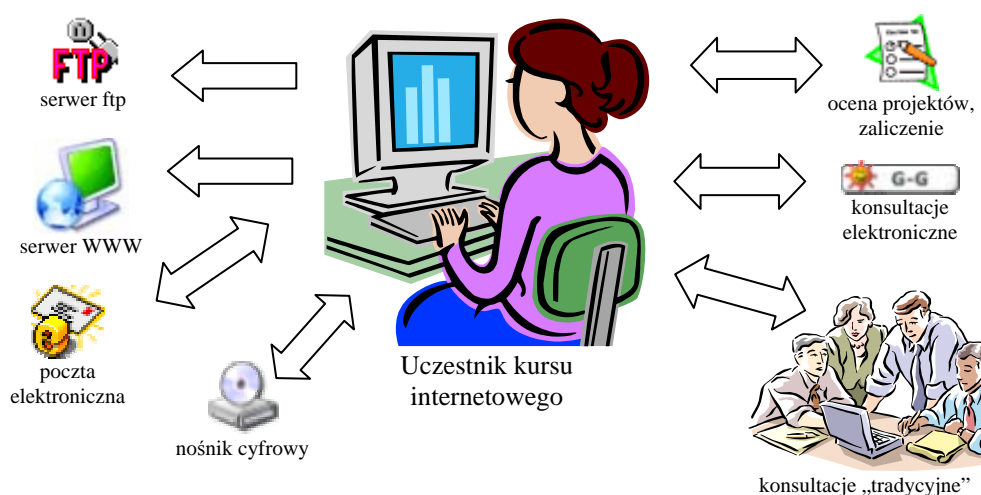 FTP
serwer ftp
serwer WWW
poczta
elektroniczna
nośnik cyfrowy
Uczestnik kursu
internetowego
ocena projektów,
zaliczenie
G-G
konsultacje
elektroniczne
konsultacje „tradycyjne”